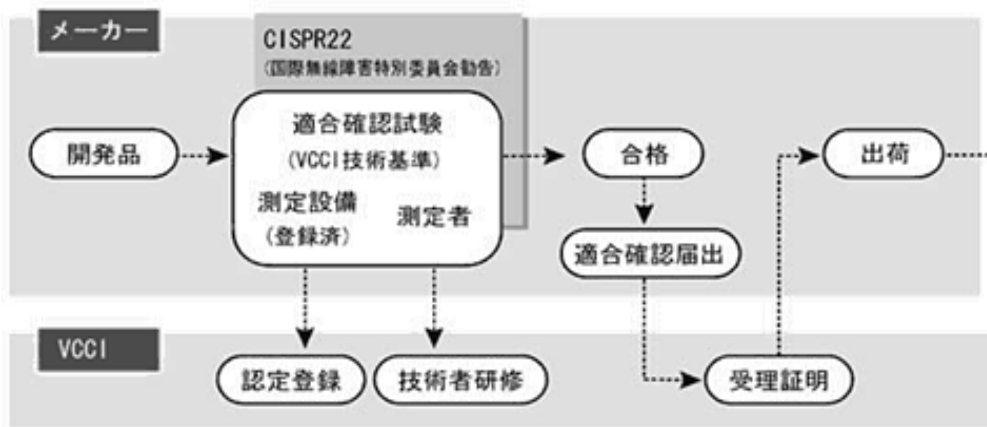 メーカー
CISPR22
(国際無線障害特別委員会勧告)
開発品
適合確認試験
(VCCI技術基準)
測定設備
(登録済)
測定者
合格
適合確認届出
出荷
VCCI
認定登録
技術者研修
受理証明